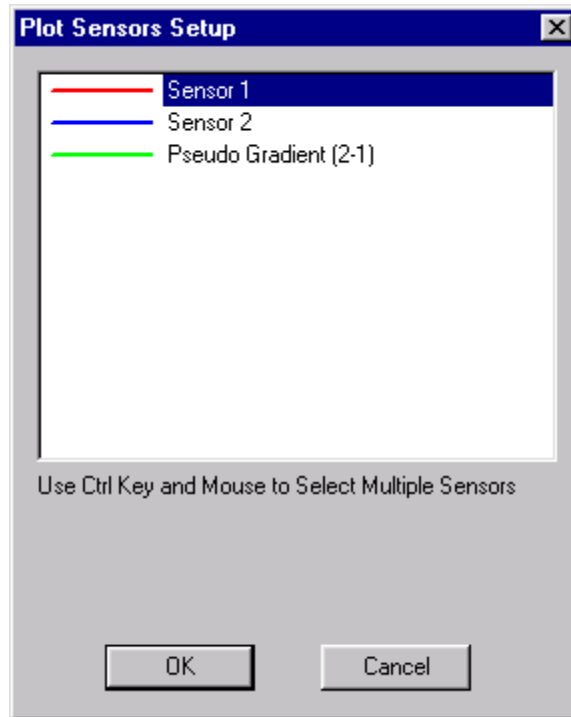 Plot Sensors Setup
Sensor 1
Sensor 2
Pseudo Gradient (2-1)
Use Ctrl Key and Mouse to Select Multiple Sensors
OK
Cancel